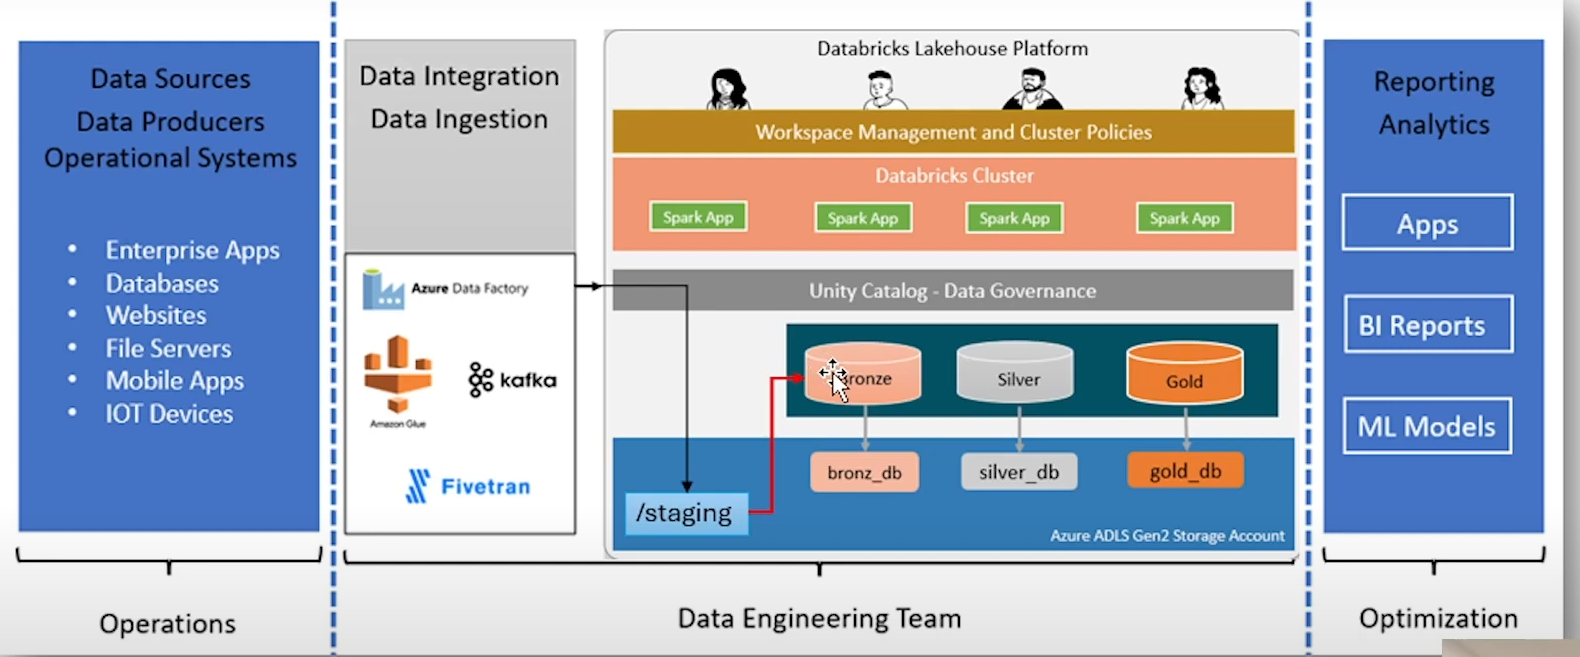 Data Sources
Data Producers
Operational Systems
• Enterprise Apps
• Databases
• Websites
• File Servers
• Mobile Apps
• IOT Devices
Operations
Data Integration
Data Ingestion
Azure Data Factory
Amazon Glue
kafka
Fivetran
Databricks Lakehouse Platform
Workspace Management and Cluster Policies
Databricks Cluster
Spark App
Spark App
Spark App
Spark App
Unity Catalog - Data Governance
Bronze
Silver
Gold
bronz_db
silver_db
gold_db
/staging
Azure ADLS Gen2 Storage Account
Data Engineering Team
Reporting
Analytics
Apps
BI Reports
ML Models
Optimization